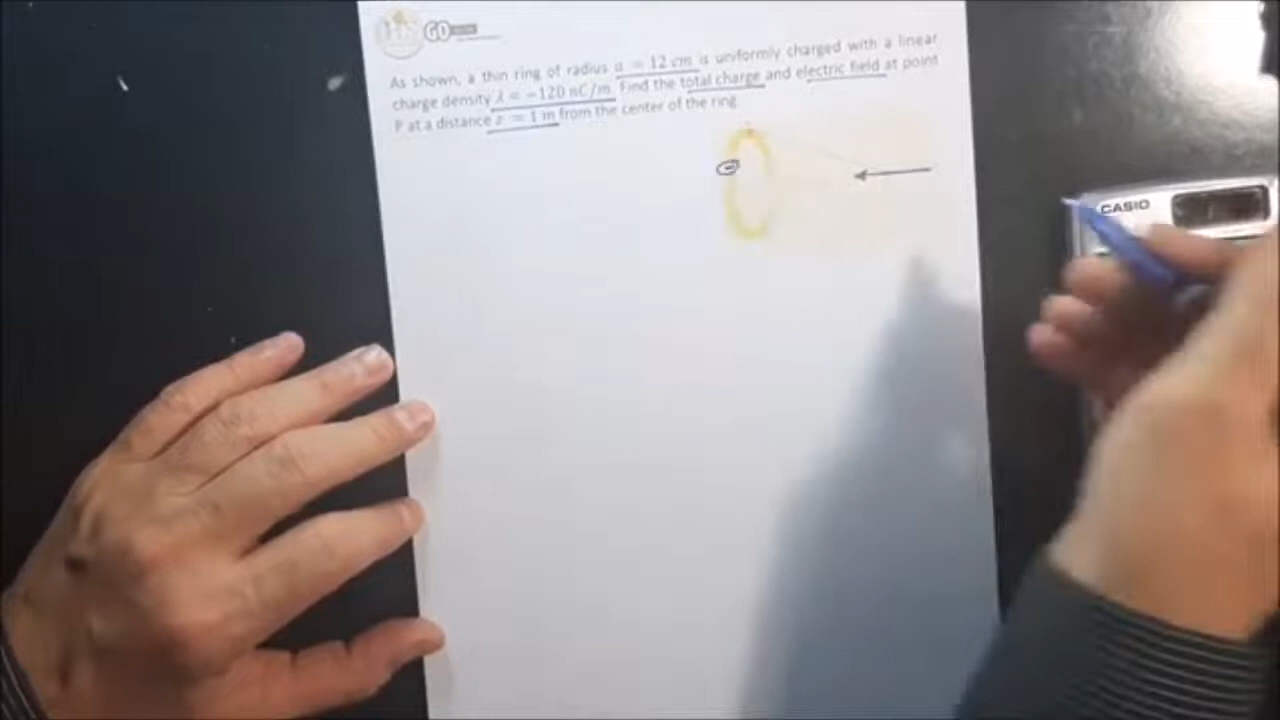 GO
As shown, a thin ring of radius a = 12 cm is uniformly charged with a linear
charge density λ = −120 nC/m. Find the total charge and electric field at point
P at a distance z = 1 m from the center of the ring.
CASIO